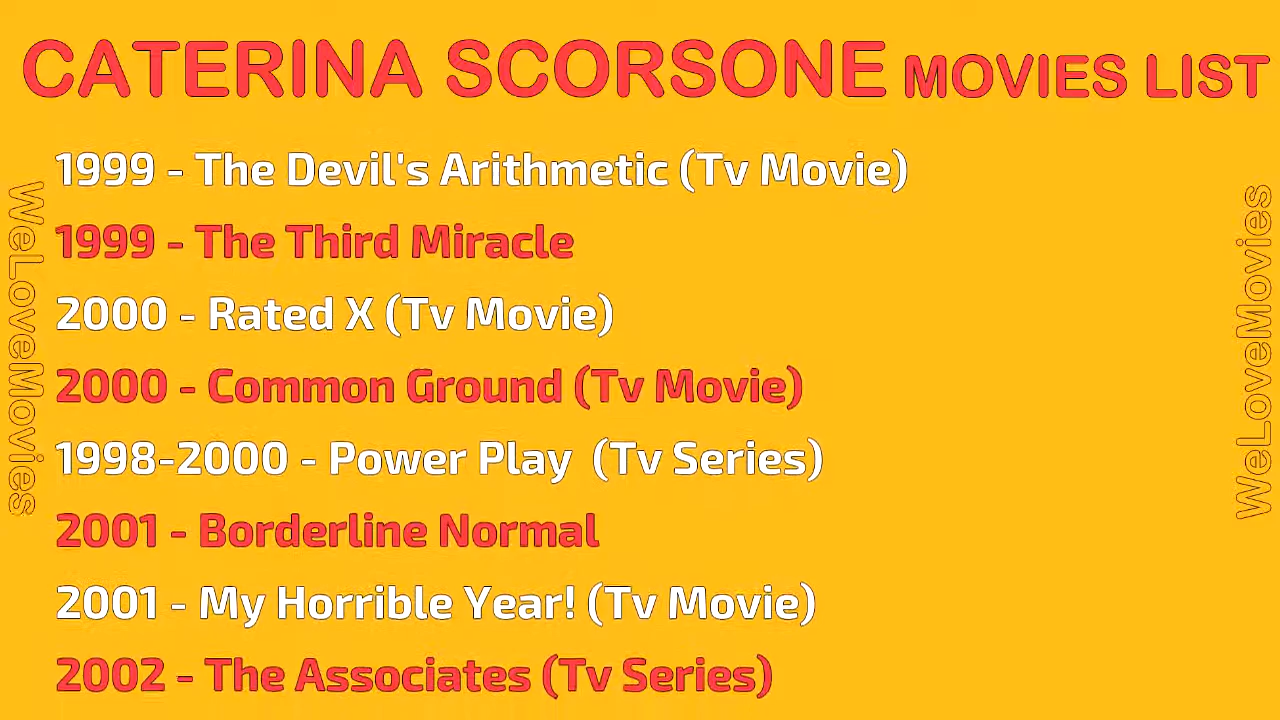 CATERINA SCORSONE MOVIES LIST
1999 - The Devil's Arithmetic (Tv Movie)
1999 - The Third Miracle
2000 - Rated X (Tv Movie)
2000 - Common Ground (Tv Movie)
1998-2000 - Power Play  (Tv Series)
2001 - Borderline Normal
2001 - My Horrible Year! (Tv Movie)
2002 - The Associates (Tv Series)
WeLoveMovies
WeLoveMovies